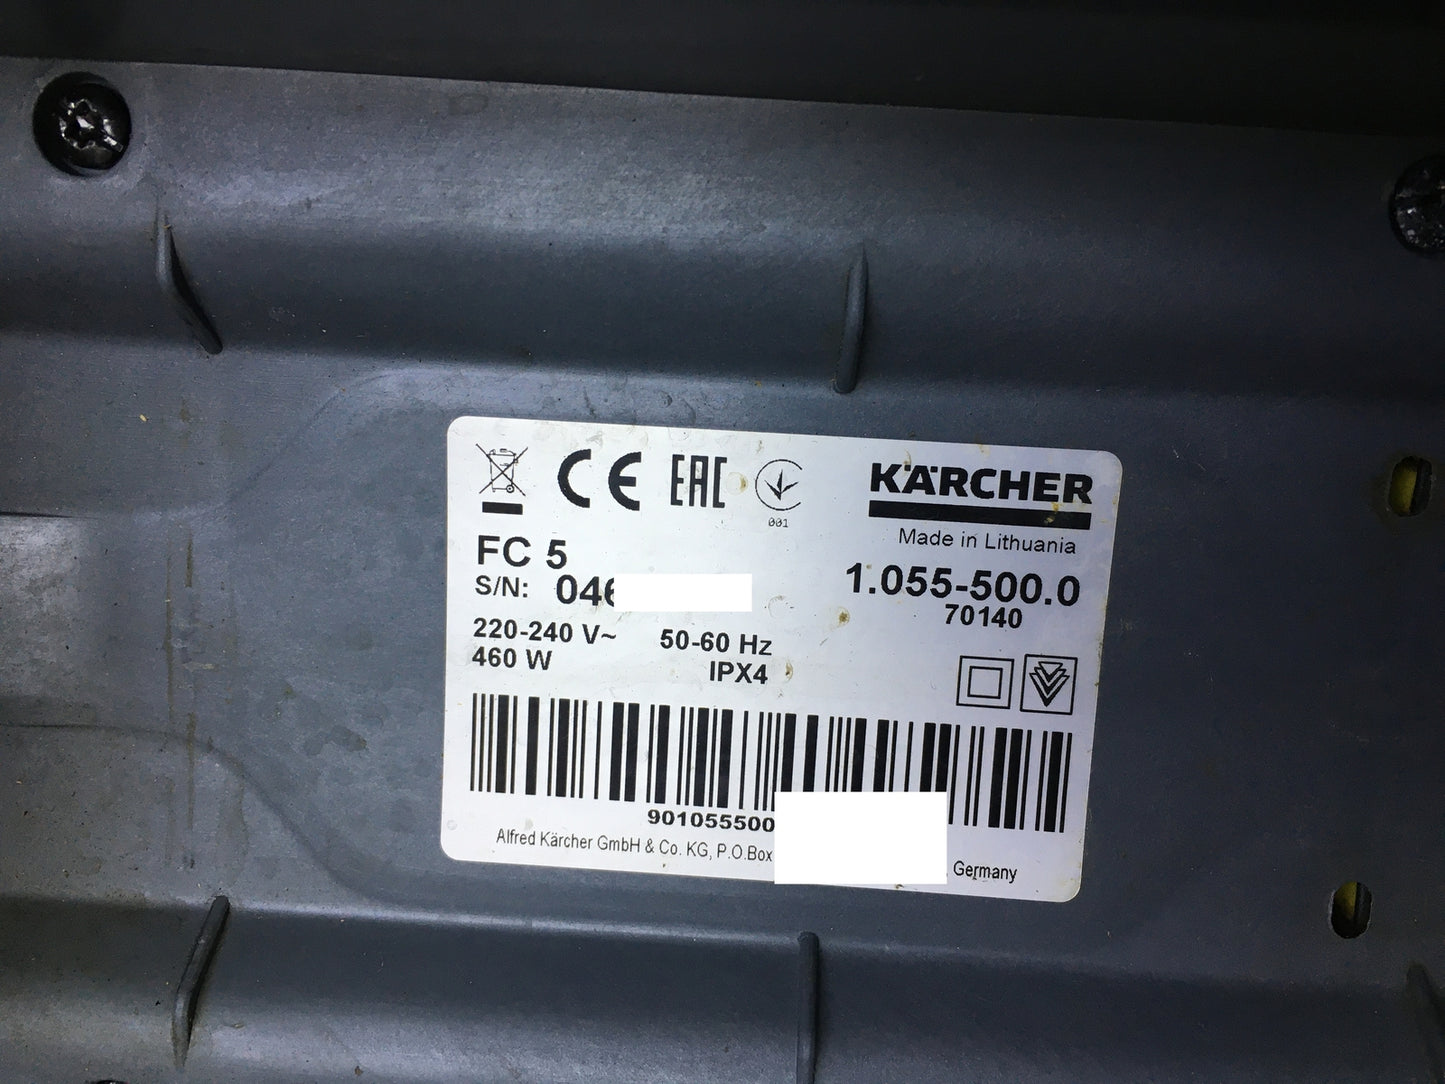 CE EAC
001
KÄRCHER
Made in Lithuania
FC 5
S/N: 046
1.055-500.0
70140
220-240 V~ 50-60 Hz
460 W IPX4
901055500
Alfred Kärcher GmbH & Co. KG, P.O.Box
Germany